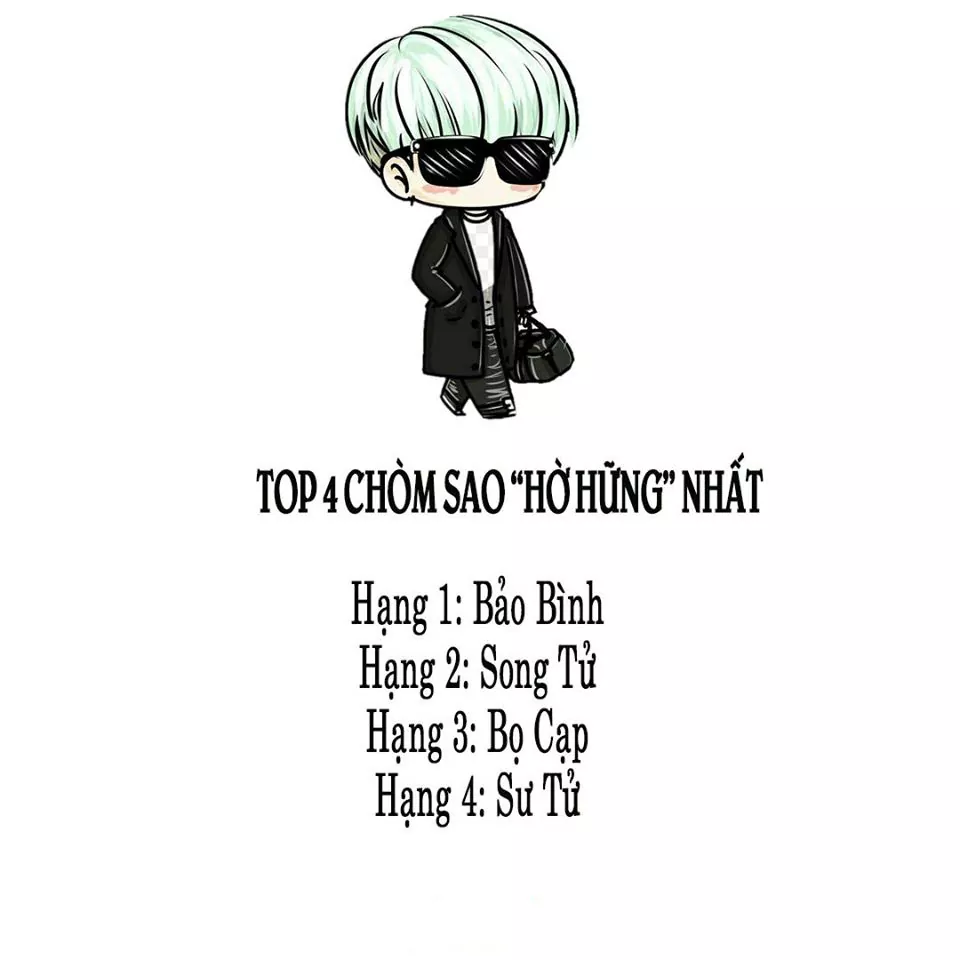 TOP 4 CHÒM SAO “HỜ HỮNG” NHẤT
Hạng 1: Bảo Bình
Hạng 2: Song Tử
Hạng 3: Bọ Cạp
Hạng 4: Sư Tử